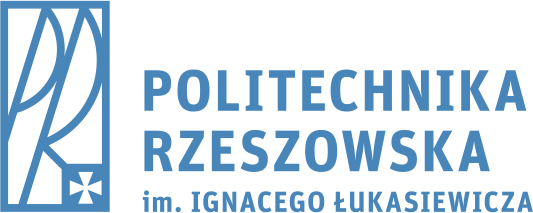 POLITECHNIKA
RZESZOWSKA
im. IGNACEGO ŁUKASIEWICZA